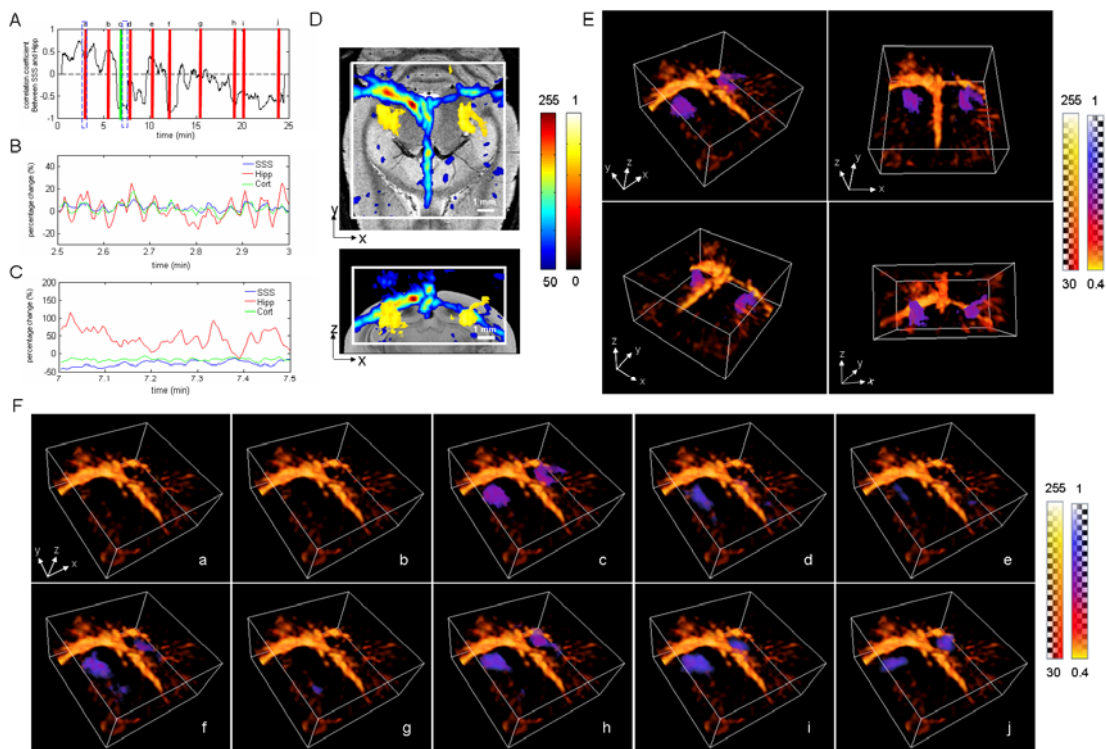 A
a b c d e f g h i j
correlation coefficient
Between SSS and Hipp
1
0.5
0
-0.5
-1
0 5 10 15 20 25
time (min)
B
percentage change (%)
40
20
0
-20
SSS
Hipp
Cort
2.5 2.6 2.7 2.8 2.9 3
time (min)
C
percentage change (%)
200
150
100
50
0
-50
SSS
Hipp
Cort
7 7.1 7.2 7.3 7.4 7.5
time (min)
D
1 mm
y
x
1 mm
z
x
255 1
50 0
E
y z x
z y x
z y x
z y x
255 1
30 0.4
F
y z x
a
b
c
d
e
f
g
h
i
j
255 1
30 0.4